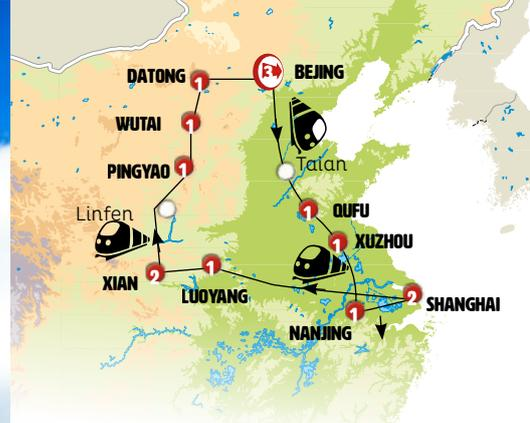 DATONG
1
3
BEJING
WUTAI
1
PINGYAO
1
Taian
Linfen
1
QUFU
1
XUZHOU
XIAN
2
1
LUOYANG
2
SHANGHAI
NANJING
1